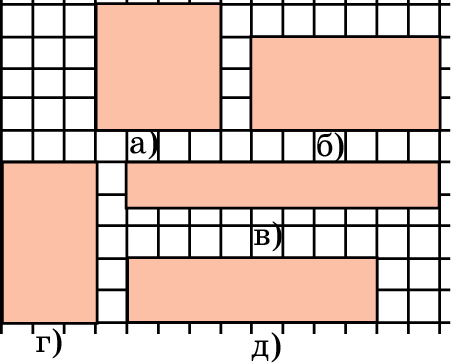 а) б)
в)
г) д)